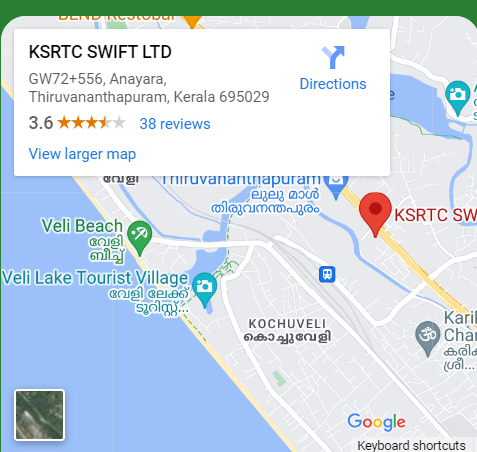 BEND Restobar
KSRTC SWIFT LTD
GW72+556, Anayara,
Thiruvananthapuram, Kerala 695029
Directions
3.6
38 reviews
View larger map
വേളി
Thiruvananthapuram
ലുലു മാൾ
തിരുവനന്തപുരം
KSRTC SW
Veli Beach
വേളി
ബീച്ച്
Veli Lake Tourist Village
വേളി ലേക്ക്
ടൂറിസ്റ്റ്...
KOCHUVELI
കൊച്ചുവേളി
Karik
Char
കരിക്
ശ്രീ...
Google
Keyboard shortcuts